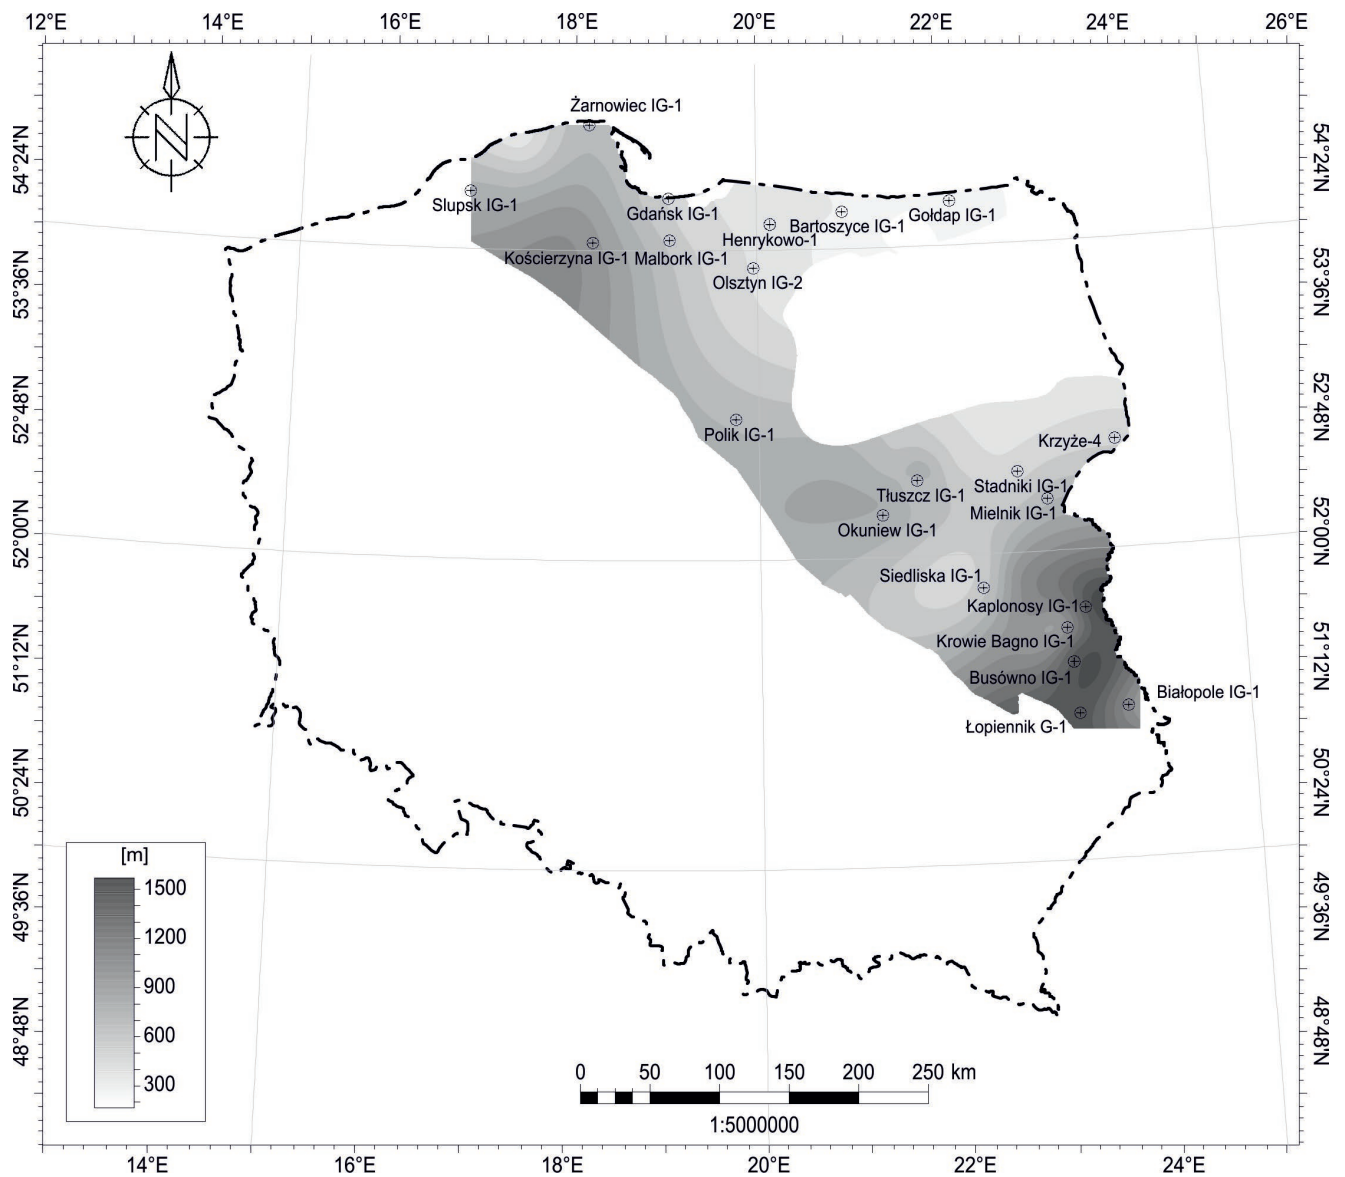 12°E 14°E 16°E 18°E 20°E 22°E 24°E 26°E
N
Żarnowiec IG-1
54°24'N
54°24'N
Slupsk IG-1
Gdańsk IG-1
Gołdap IG-1
Bartoszyce IG-1
Henrykowo-1
Kościerzyna IG-1
Malbork IG-1
53°36'N
53°36'N
Olsztyn IG-2
52°48'N
52°48'N
Polik IG-1
Krzyże-4
Stadniki IG-1
Tłuszcz IG-1
Mielnik IG-1
Okuniew IG-1
52°00'N
52°00'N
Siedliska IG-1
Kaplonosy IG-1
Krowie Bagno IG-1
51°12'N
51°12'N
Busówno IG-1
Białopole IG-1
Łopiennik G-1
50°24'N
50°24'N
[m]
1500
1200
900
600
300
49°36'N
49°36'N
48°48'N
48°48'N
0 50 100 150 200 250 km
1:5000000
14°E 16°E 18°E 20°E 22°E 24°E